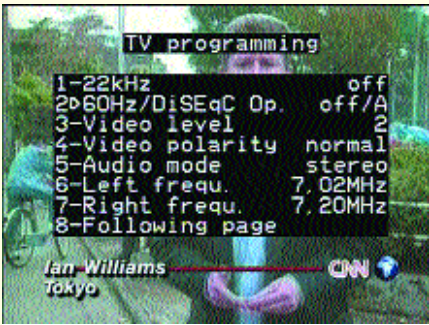 TV programming
1-22kHz off
2▷60Hz/DiSEqC Op. off/A
3-Video level 2
4-Video polarity normal
5-Audio mode stereo
6-Left frequ. 7,02MHz
7-Right frequ. 7,20MHz
8-Following page
Ian Williams CNN
Tokyo